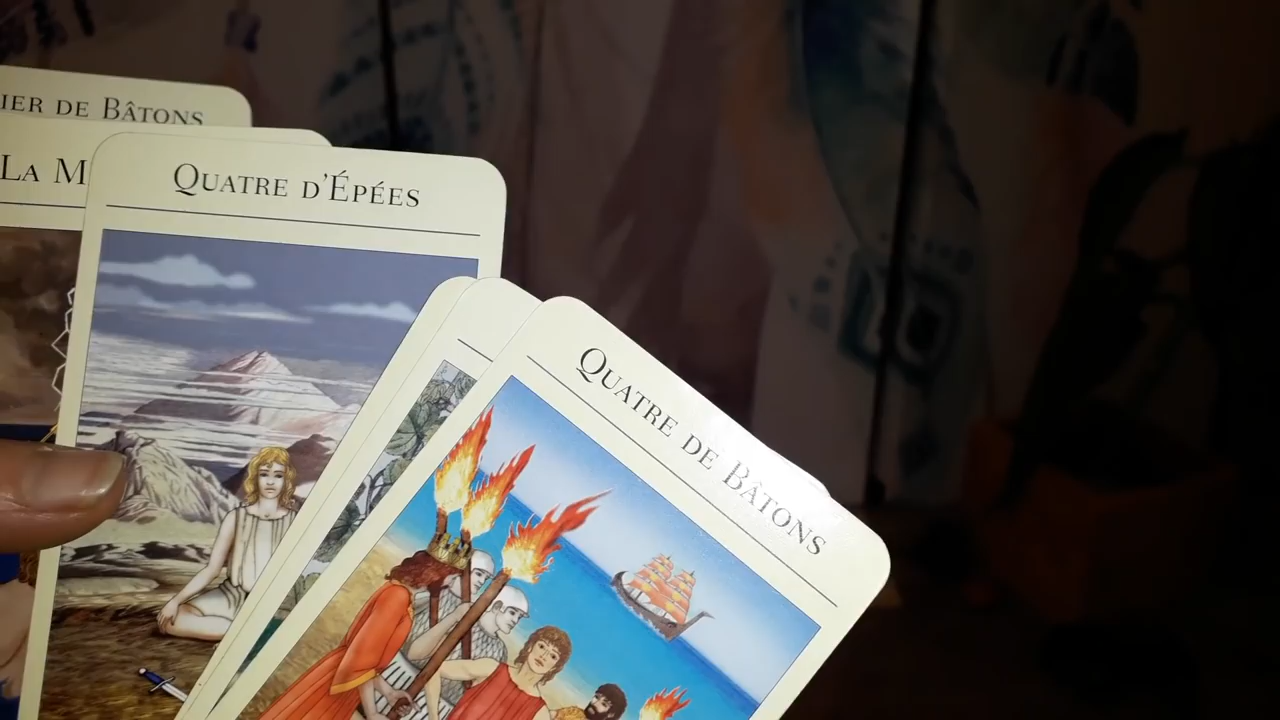 IER DE BÂTONS
LA M
QUATRE D'ÉPÉES
QUATRE DE BÂTONS